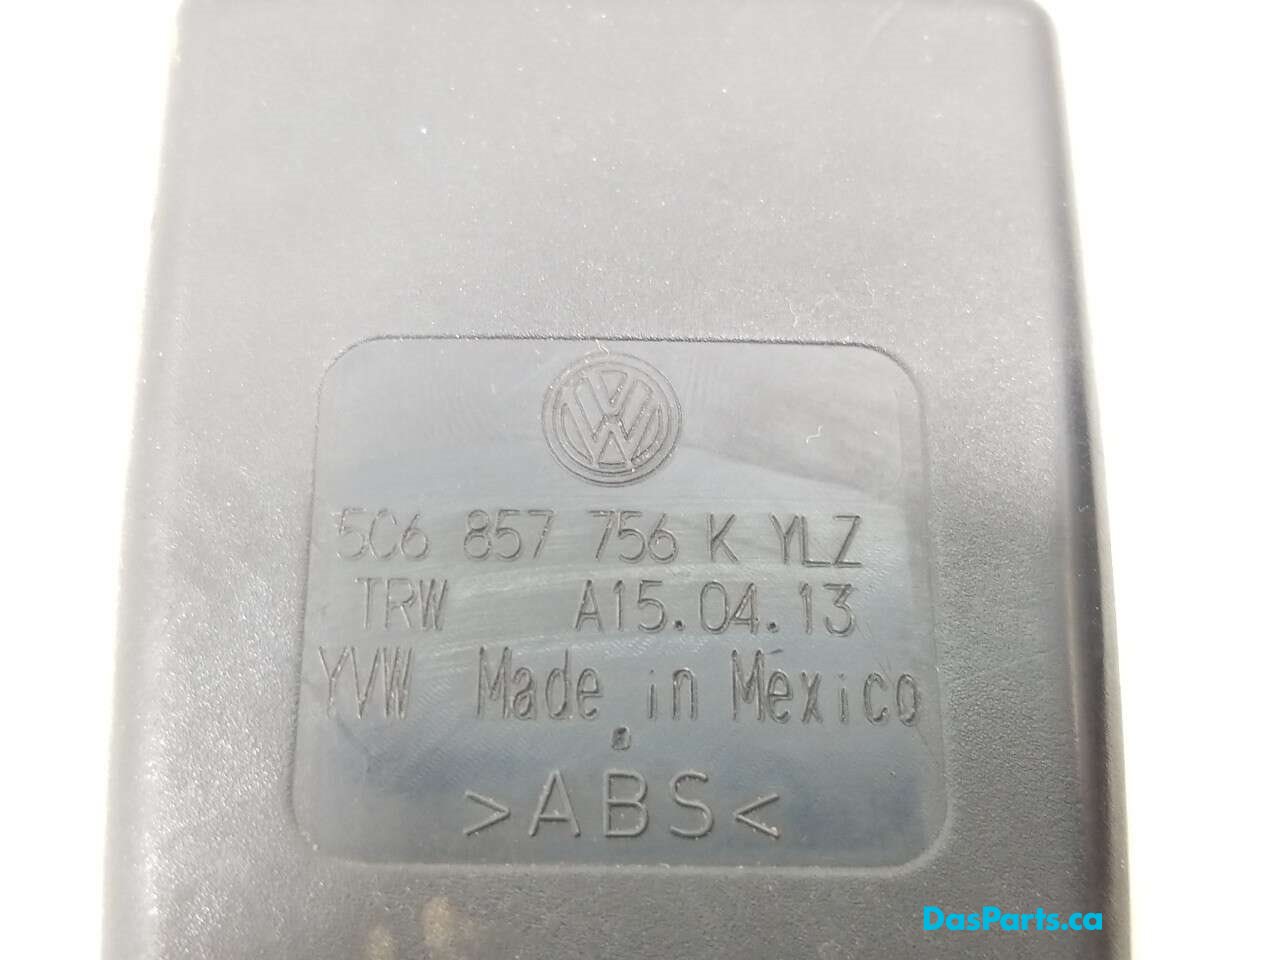 5C6 857 756 K YLZ
TRW A15.04.13
YVW Made in Mexico
>ABS<
DasParts.ca